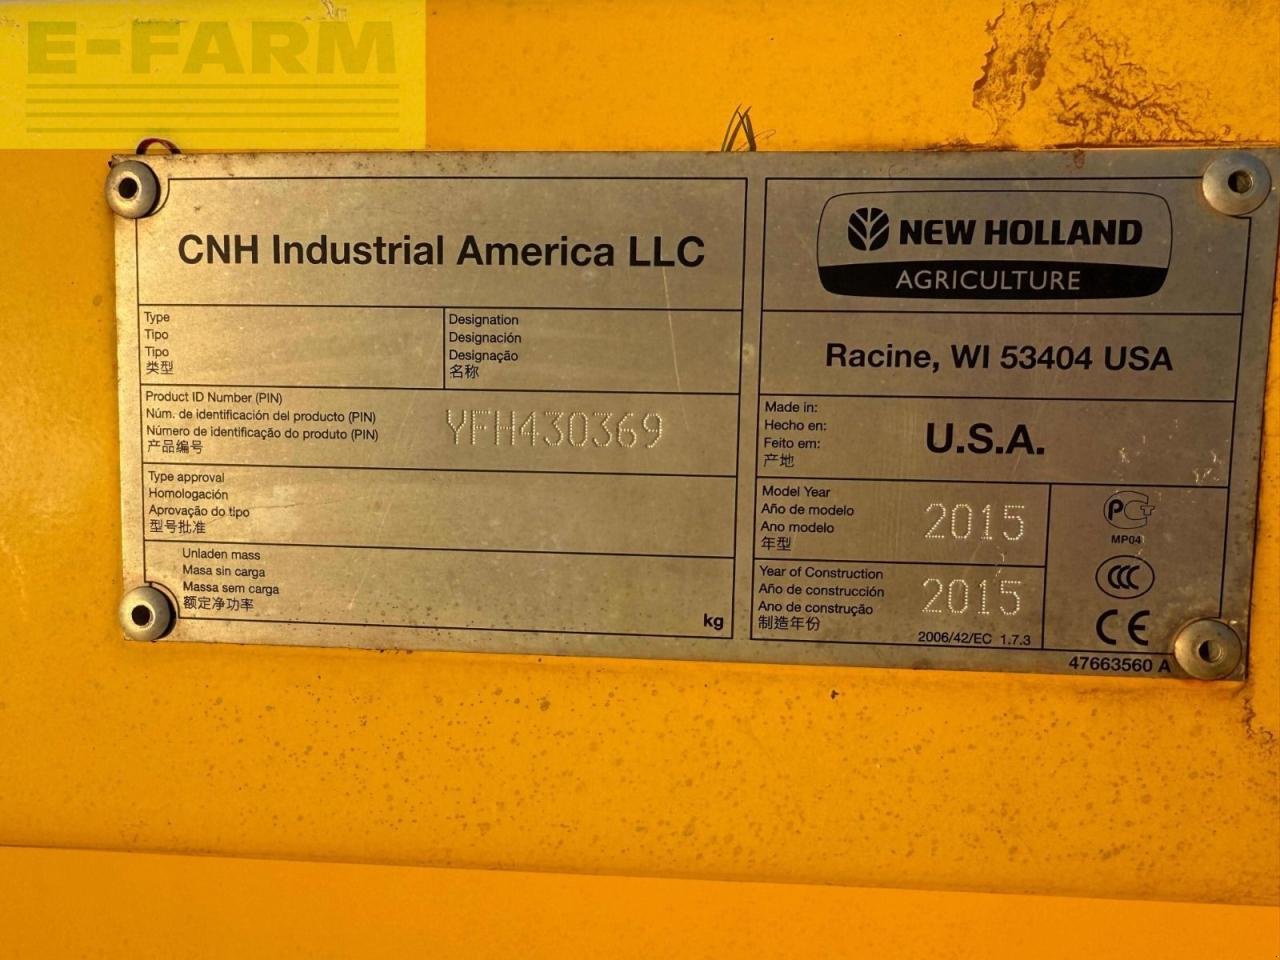 E-FARM
CNH Industrial America LLC
Type
Tipo
Tipo
类型
Designation
Designación
Designação
名称
Product ID Number (PIN)
Núm. de identificación del producto (PIN)
Número de identificação do produto (PIN)
产品编号
YFH430369
Type approval
Homologación
Aprovação do tipo
型号批准
Unladen mass
Masa sin carga
Massa sem carga
额定净功率
kg
NEW HOLLAND
AGRICULTURE
Racine, WI 53404 USA
Made in:
Hecho en:
Feito em:
产地
U.S.A.
Model Year
Año de modelo
Ano modelo
年型
2015
Year of Construction
Año de construcción
Ano de construção
制造年份
2015
2006/42/EC 1.7.3
РСТ
MP04
CCC
CE
47663560 A